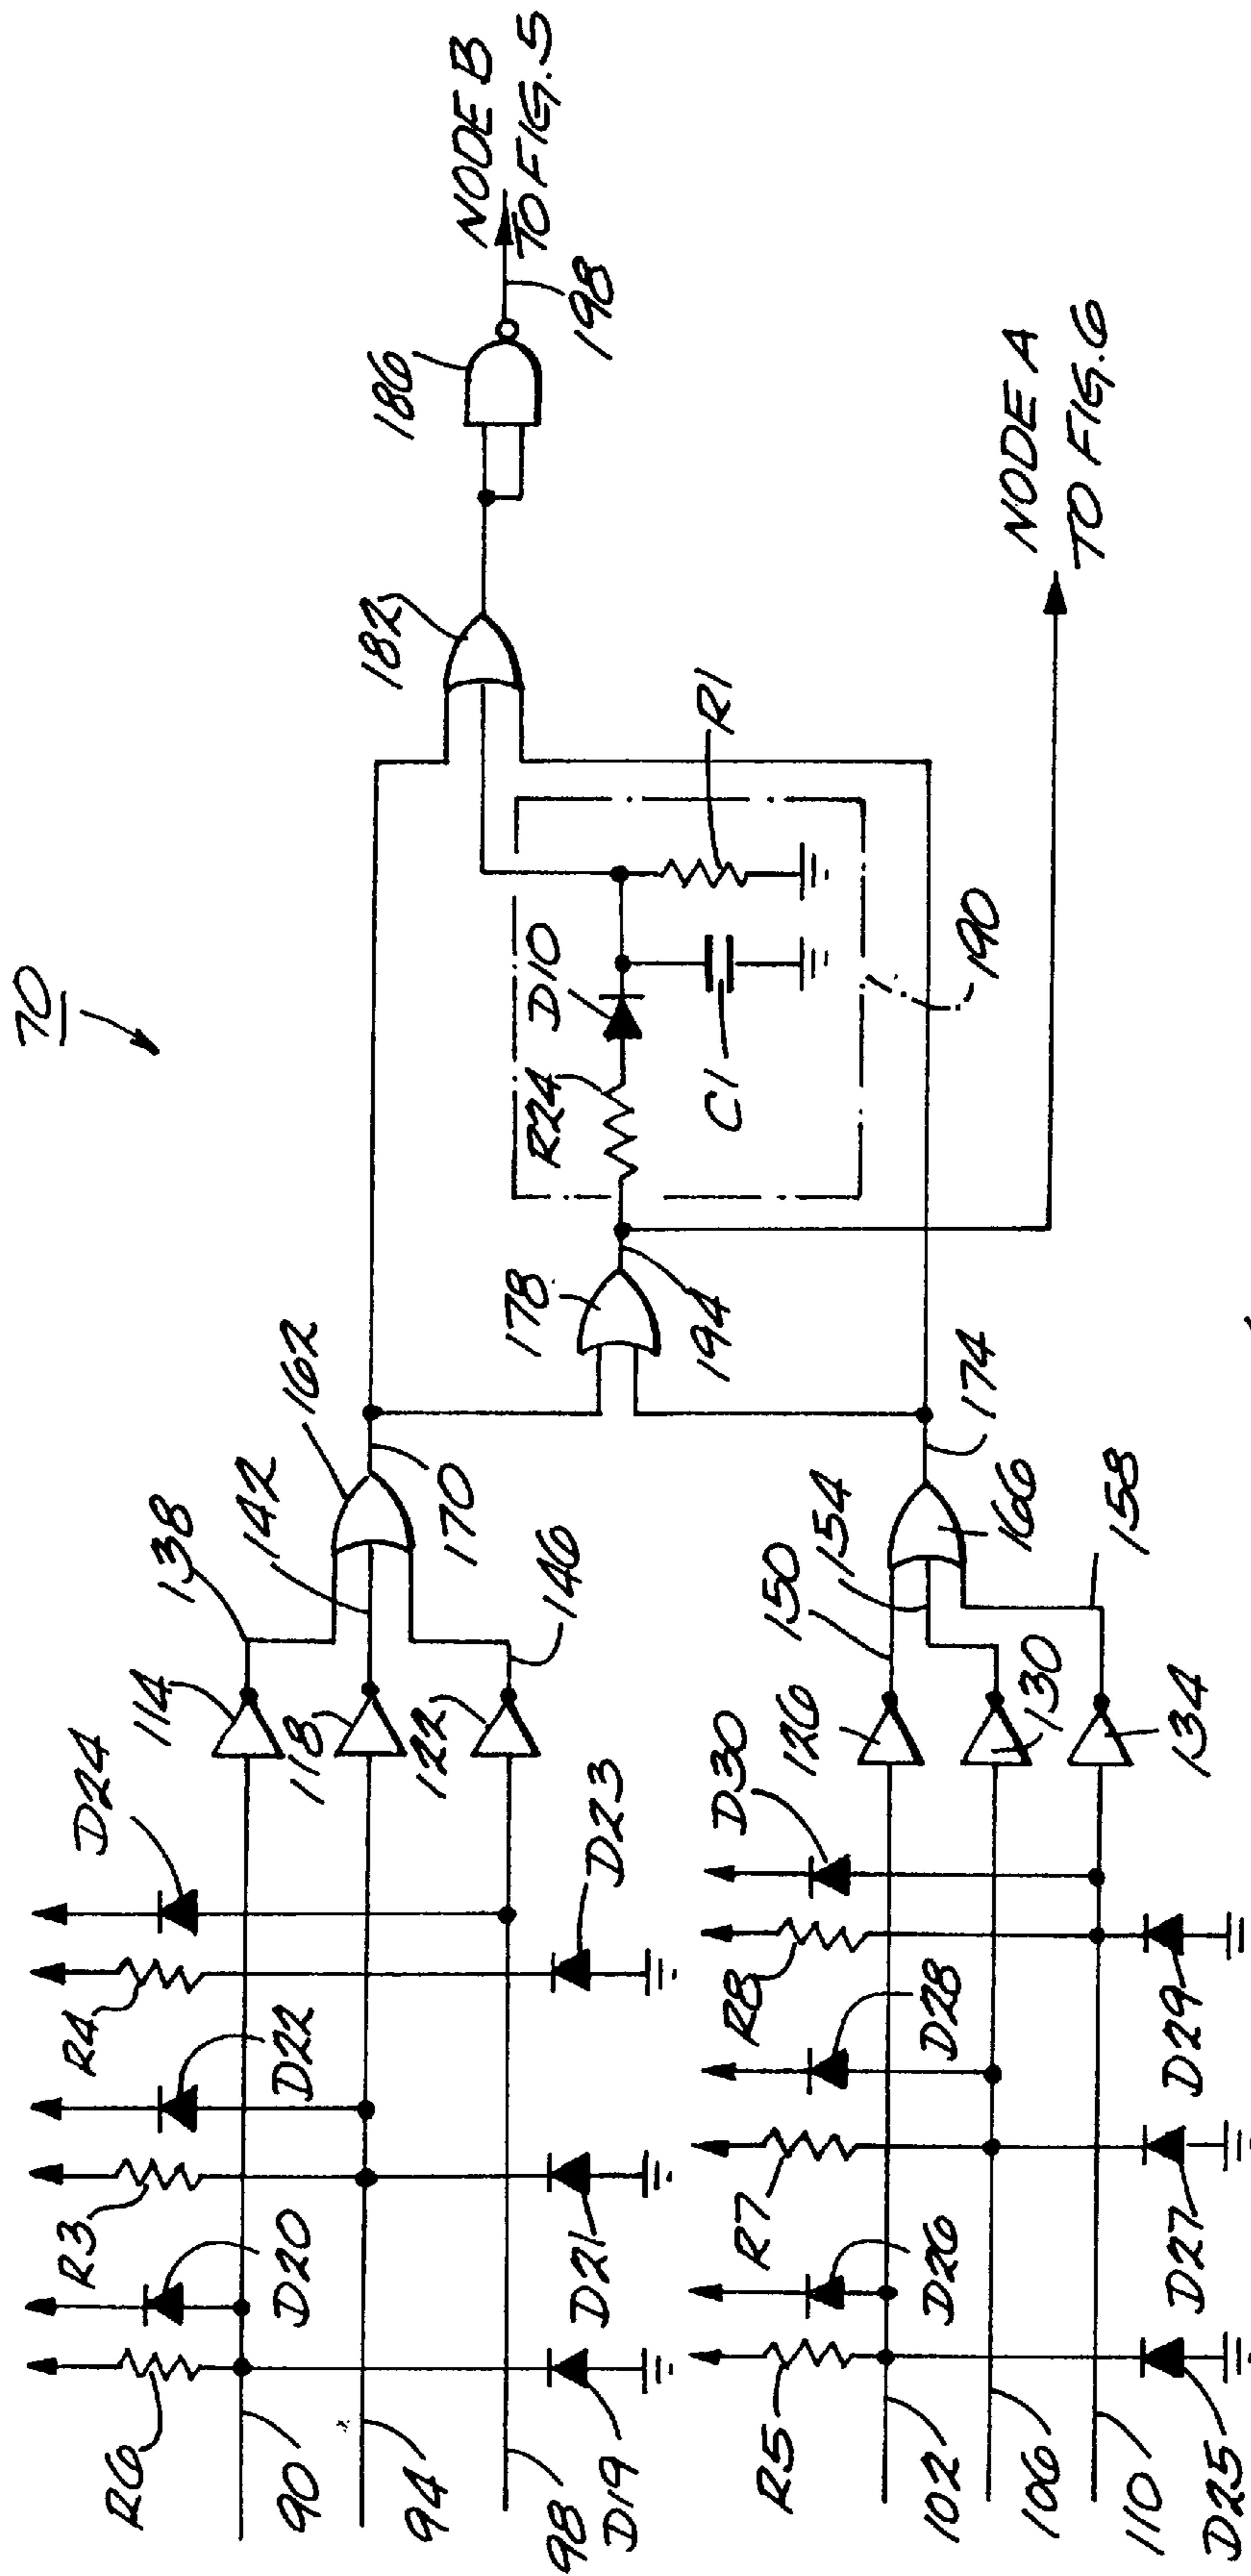 70
R6
R3
R4
D24
D20
D22
90
94
98
D19
D21
D23
114
118
122
138
142
146
162
170
178
194
R24
D10
C1
R1
190
182
186
198
NODE B
TO FIG.5
NODE A
TO FIG.6
R5
R7
R8
D30
D26
D28
102
106
110
D25
D27
D29
126
130
134
150
154
158
166
174